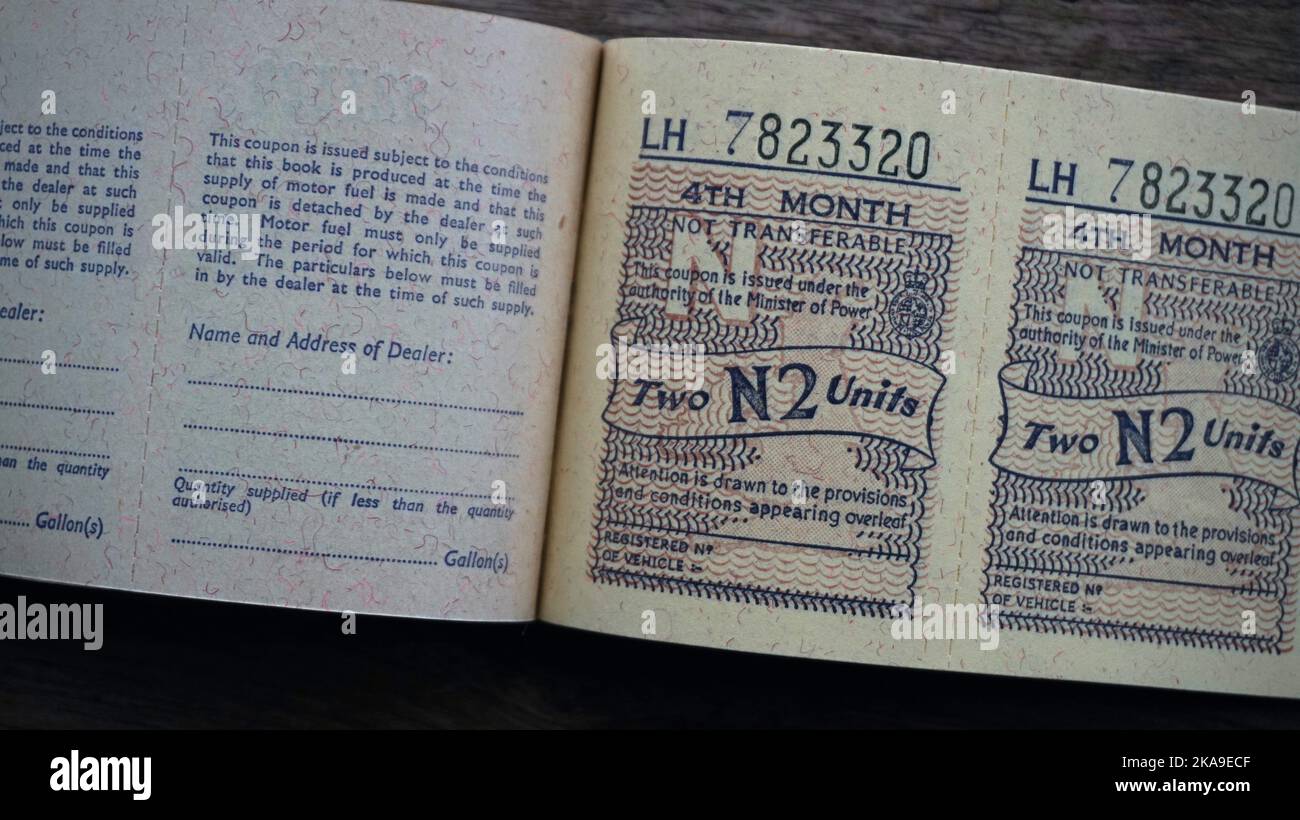 ject to the conditions
ced at the time the
made and that this
the dealer at such
only be supplied
hich this coupon is
low must be filled
me of such supply.
ealer:
han the quantity
Gallon(s)
This coupon is issued subject to the conditions
that this book is produced at the time the
supply of motor fuel is made and that this
coupon is detached by the dealer at such
time. Motor fuel must only be supplied
during the period for which this coupon is
valid. The particulars below must be filled
in by the dealer at the time of such supply.
Name and Address of Dealer:
Quantity supplied (if less than the quantity
authorised)
Gallon(s)
LH 7823320
4TH MONTH
NOT TRANSFERABLE
N
This coupon is issued under the
authority of the Minister of Power
Two N2 Units
Attention is drawn to the provisions
and conditions appearing overleaf
REGISTERED Nº
OF VEHICLE :-
LH 7823320
4TH MONTH
NOT TRANSFERABLE
N
This coupon is issued under the
authority of the Minister of Power
Two N2 Units
Attention is drawn to the provisions
and conditions appearing overleaf
REGISTERED Nº
OF VEHICLE :-
alamy
Image ID: 2KA9ECF
www.alamy.com